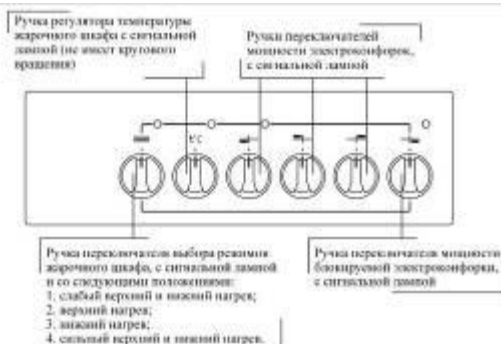 Ручка регулятора температуры
жарочного шкафа с сигнальной
лампой (не имеет кругового
вращения)
Ручки переключателей
мощности электроконфорок,
с сигнальной лампой
Ручка переключателя выбора режимов
жарочного шкафа, с сигнальной лампой
и со следующими положениями:
1. слабый верхний и нижний нагрев;
2. верхний нагрев;
3. нижний нагрев;
4. сильный верхний и нижний нагрев.
Ручка переключателя мощности
блокируемой электроконфорки,
с сигнальной лампой